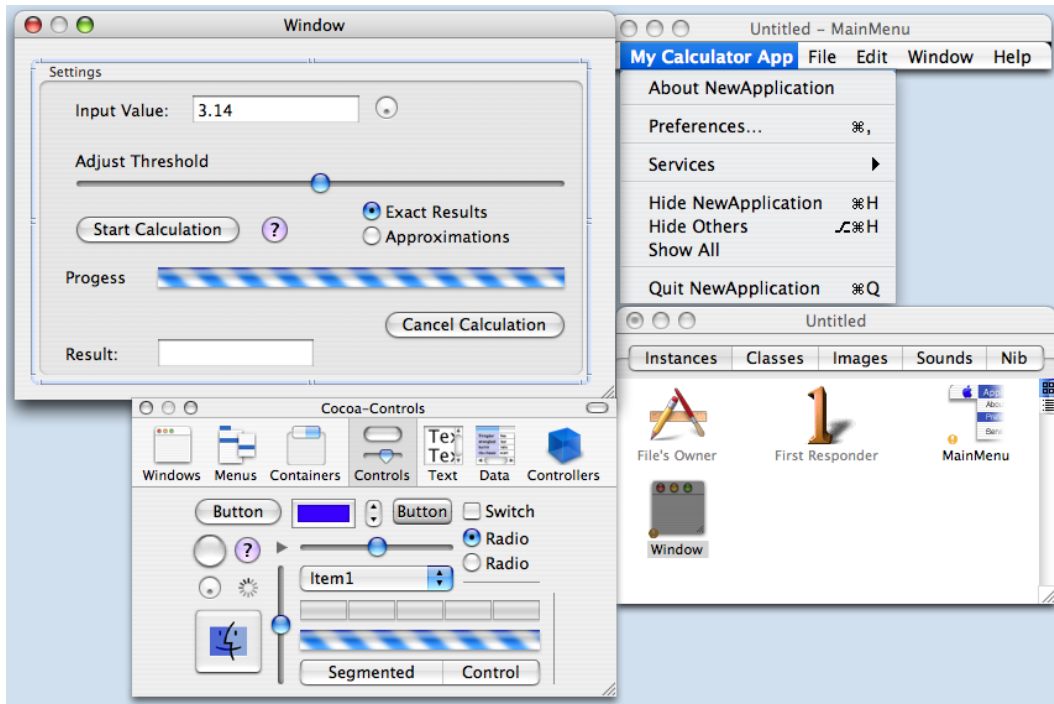 Window
Settings
Input Value: 3.14
Adjust Threshold
Start Calculation ?
Exact Results
Approximations
Progess
Cancel Calculation
Result:
Untitled – MainMenu
My Calculator App File Edit Window Help
About NewApplication
Preferences... ⌘,
Services
Hide NewApplication ⌘H
Hide Others ⌥⌘H
Show All
Quit NewApplication ⌘Q
Untitled
Instances Classes Images Sounds Nib
File's Owner First Responder MainMenu
Window
Cocoa-Controls
Windows Menus Containers Controls Text Data Controllers
Button Button Switch
? Radio
Radio
Item1
Segmented Control